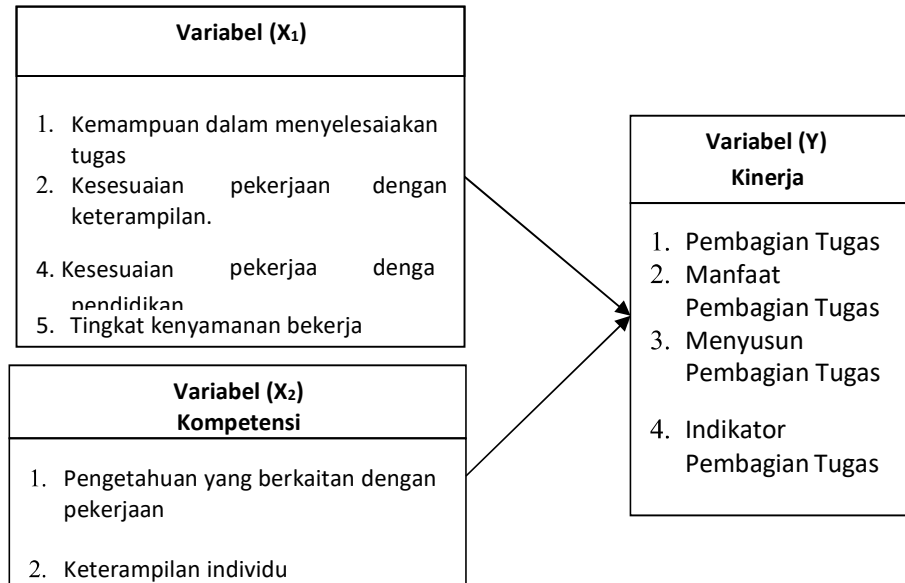 Variabel (X₁)
1. Kemampuan dalam menyelesaiakan
tugas
2. Kesesuaian pekerjaan dengan
keterampilan.
4. Kesesuaian pekerjaa denga
pendidikan
5. Tingkat kenyamanan bekerja
Variabel (X₂)
Kompetensi
1. Pengetahuan yang berkaitan dengan
pekerjaan
2. Keterampilan individu
Variabel (Y)
Kinerja
1. Pembagian Tugas
2. Manfaat
Pembagian Tugas
3. Menyusun
Pembagian Tugas
4. Indikator
Pembagian Tugas